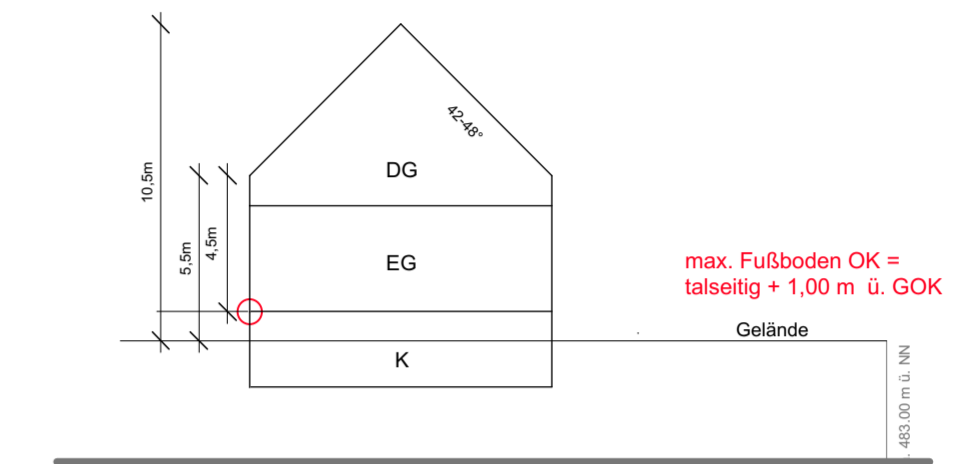 42-48°
DG
10,5m
5,5m
4,5m
EG
max. Fußboden OK =
talseitig + 1,00 m ü. GOK
Gelände
K
483.00 m ü. NN